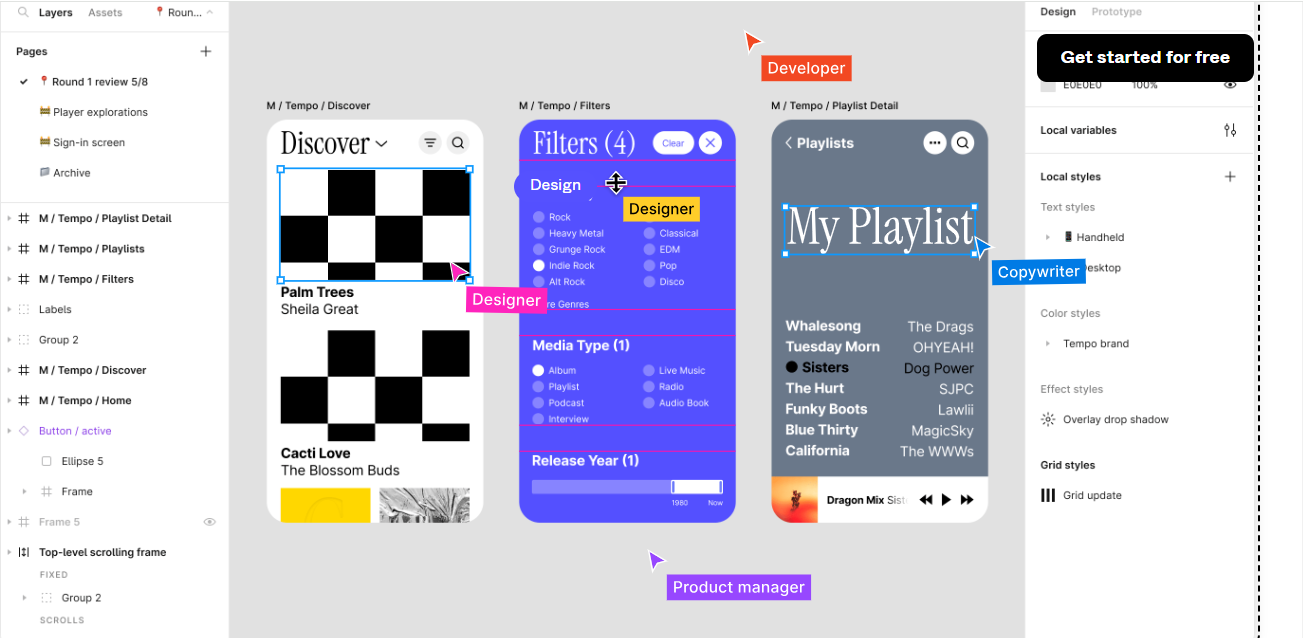 Layers Assets Roun...
Pages
Round 1 review 5/8
Player explorations
Sign-in screen
Archive
M / Tempo / Playlist Detail
M / Tempo / Playlists
M / Tempo / Filters
Labels
Group 2
M / Tempo / Discover
M / Tempo / Home
Button / active
Ellipse 5
Frame
Frame 5
Top-level scrolling frame
FIXED
Group 2
SCROLLS
M / Tempo / Discover
Discover
Palm Trees
Sheila Great
Designer
Cacti Love
The Blossom Buds
M / Tempo / Filters
Filters (4)
Clear
Design
Designer
Rock
Heavy Metal Classical
Grunge Rock EDM
Indie Rock Pop
Alt Rock Disco
re Genres
Media Type (1)
Album Live Music
Playlist Radio
Podcast Audio Book
Interview
Release Year (1)
1980 Now
Product manager
Developer
M / Tempo / Playlist Detail
Playlists
My Playlist
Copywriter
Whalesong The Drags
Tuesday Morn OHYEAH!
Sisters Dog Power
The Hurt SJPC
Funky Boots Lawlii
Blue Thirty MagicSky
California The WWWs
Dragon Mix Sist
Design Prototype
Get started for free
E0E0E0 100%
Local variables
Local styles
Text styles
Handheld
esktop
Color styles
Tempo brand
Effect styles
Overlay drop shadow
Grid styles
Grid update